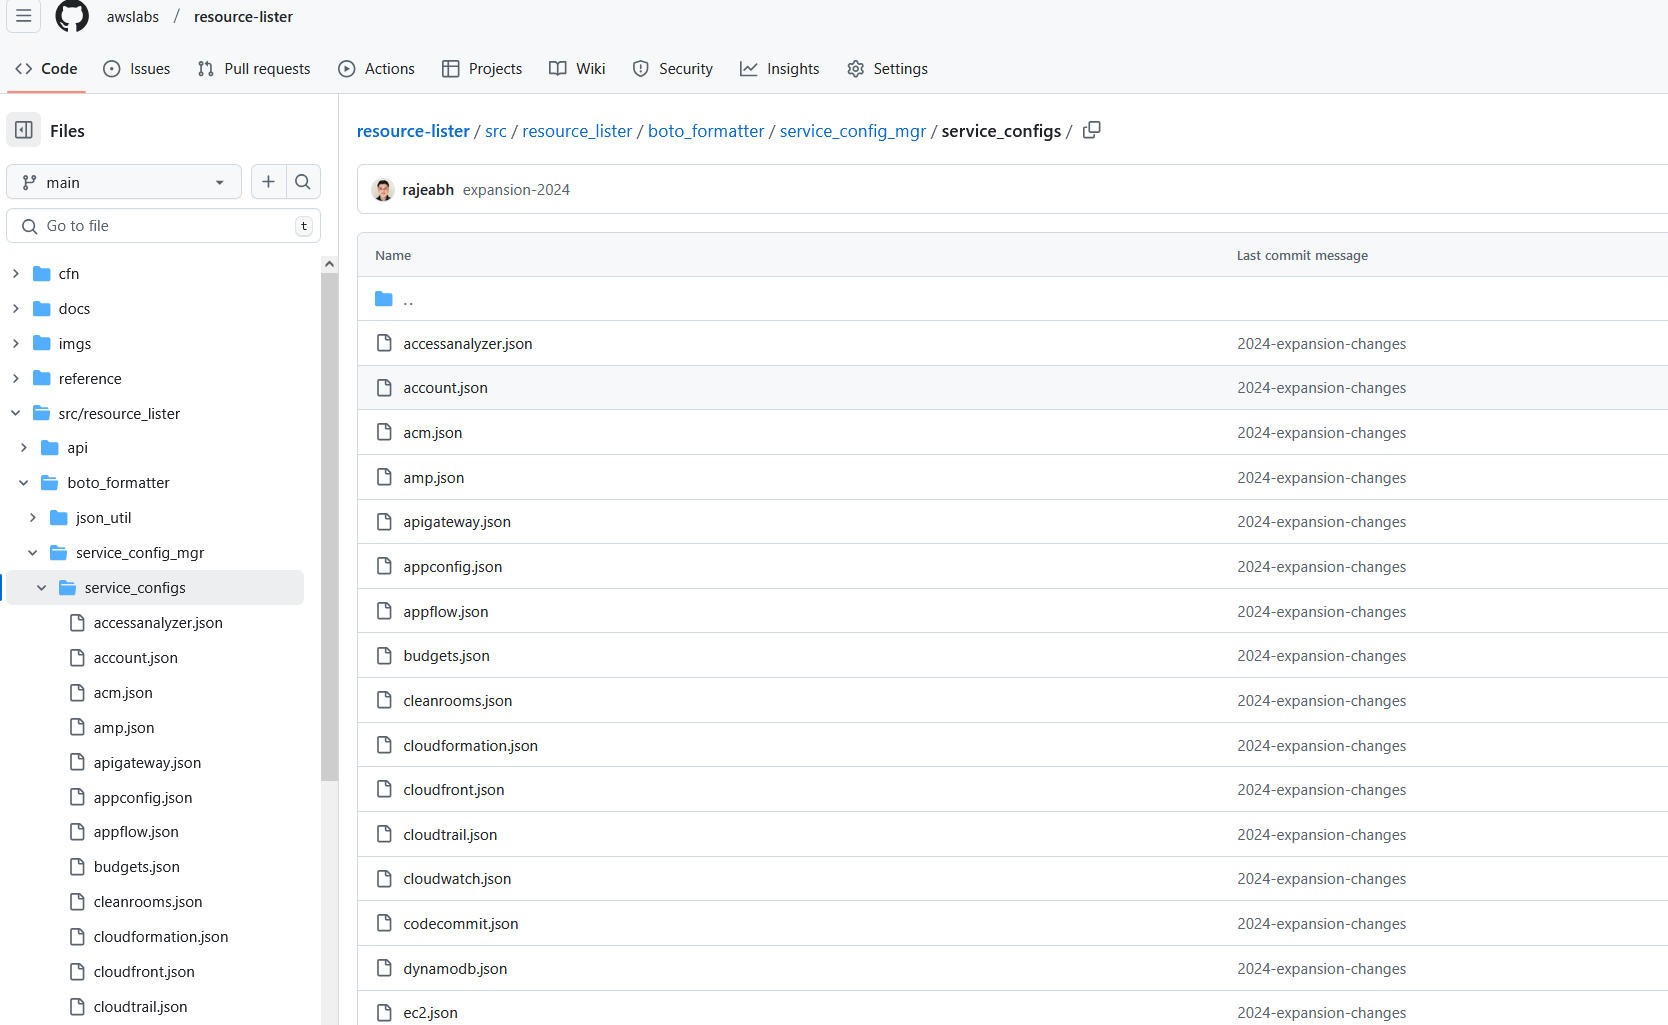 awslabs / resource-lister
Code Issues Pull requests Actions Projects Wiki Security Insights Settings
Files
main
Go to file t
cfn
docs
imgs
reference
src/resource_lister
api
boto_formatter
json_util
service_config_mgr
service_configs
accessanalyzer.json
account.json
acm.json
amp.json
apigateway.json
appconfig.json
appflow.json
budgets.json
cleanrooms.json
cloudformation.json
cloudfront.json
cloudtrail.json
resource-lister / src / resource_lister / boto_formatter / service_config_mgr / service_configs /
rajeabh expansion-2024
Name Last commit message
..
accessanalyzer.json 2024-expansion-changes
account.json 2024-expansion-changes
acm.json 2024-expansion-changes
amp.json 2024-expansion-changes
apigateway.json 2024-expansion-changes
appconfig.json 2024-expansion-changes
appflow.json 2024-expansion-changes
budgets.json 2024-expansion-changes
cleanrooms.json 2024-expansion-changes
cloudformation.json 2024-expansion-changes
cloudfront.json 2024-expansion-changes
cloudtrail.json 2024-expansion-changes
cloudwatch.json 2024-expansion-changes
codecommit.json 2024-expansion-changes
dynamodb.json 2024-expansion-changes
ec2.json 2024-expansion-changes